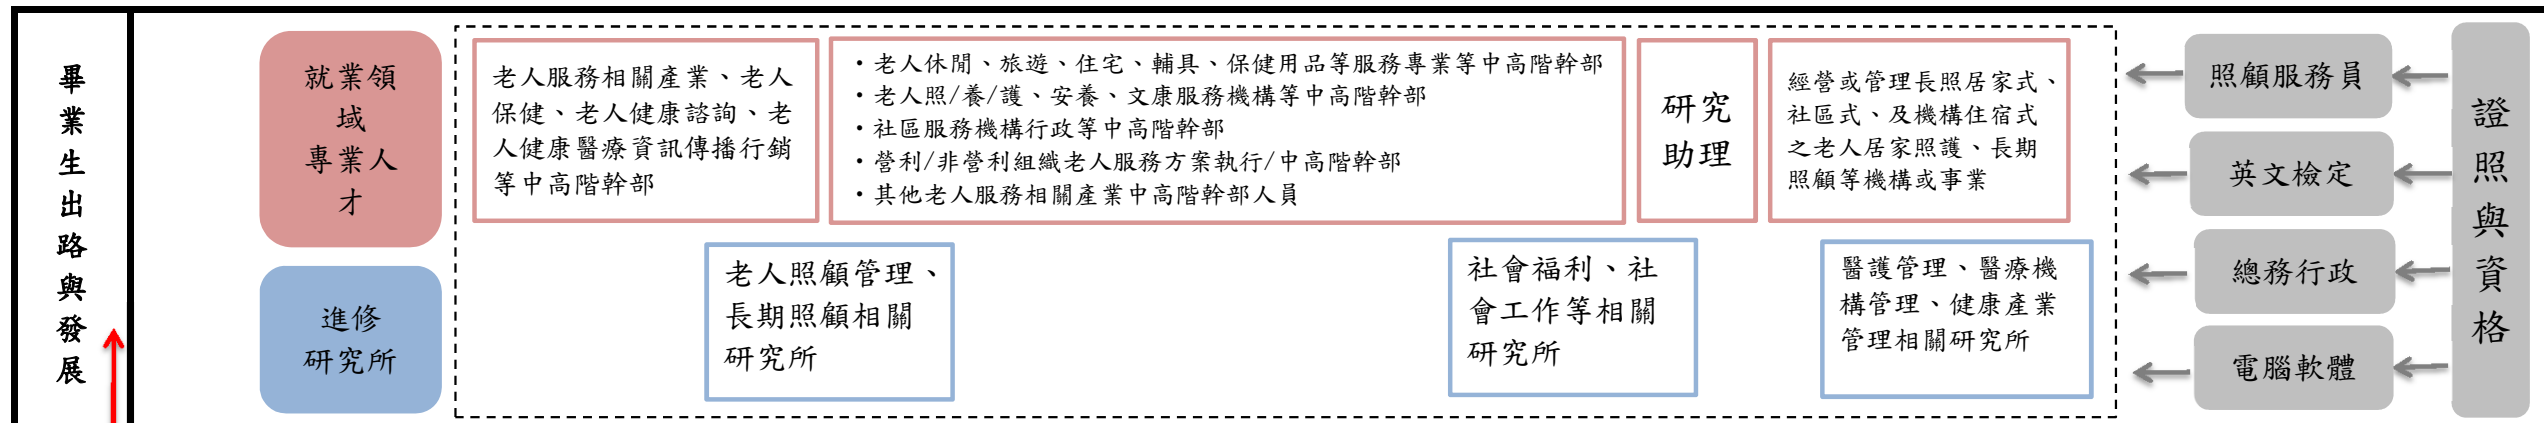 畢業生出路與發展
就業領
域
專業人
才
老人服務相關產業、老人
保健、老人健康諮詢、老
人健康醫療資訊傳播行銷
等中高階幹部
・老人休閒、旅遊、住宅、輔具、保健用品等服務專業等中高階幹部
・老人照/養/護、安養、文康服務機構等中高階幹部
・社區服務機構行政等中高階幹部
・營利/非營利組織老人服務方案執行/中高階幹部
・其他老人服務相關產業中高階幹部人員
研究
助理
經營或管理長照居家式、
社區式、及機構住宿式
之老人居家照護、長期
照顧等機構或事業
進修
研究所
老人照顧管理、
長期照顧相關
研究所
社會福利、社
會工作等相關
研究所
醫護管理、醫療機
構管理、健康產業
管理相關研究所
照顧服務員
英文檢定
總務行政
電腦軟體
證照與資格